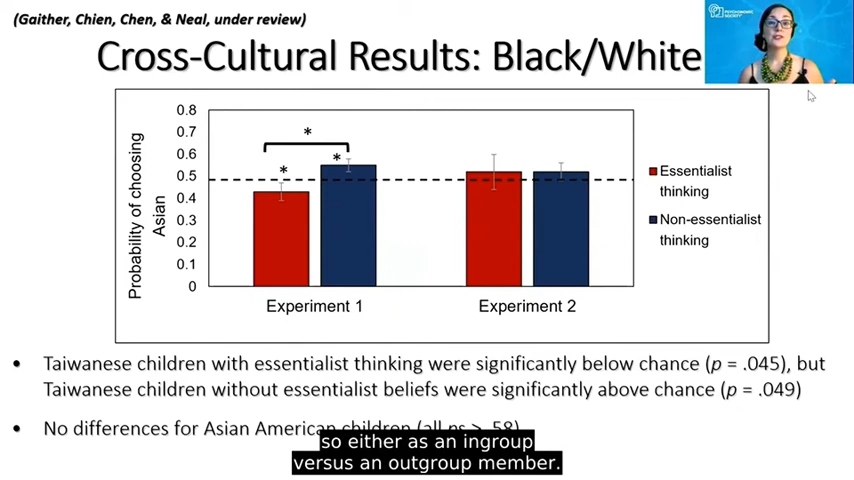 (Gaither, Chien, Chen, & Neal, under review)
Cross-Cultural Results: Black/White
PSYCHONOMIC
SOCIETY
0.8
0.7
0.6
0.5
0.4
0.3
0.2
0.1
0
Probability of choosing
Asian
*
*
*
Experiment 1
Experiment 2
Essentialist
thinking
Non-essentialist
thinking
• Taiwanese children with essentialist thinking were significantly below chance (p = .045), but
Taiwanese children without essentialist beliefs were significantly above chance (p = .049)
• No differences for Asian American children (all ps > .58)
so either as an ingroup
versus an outgroup member.